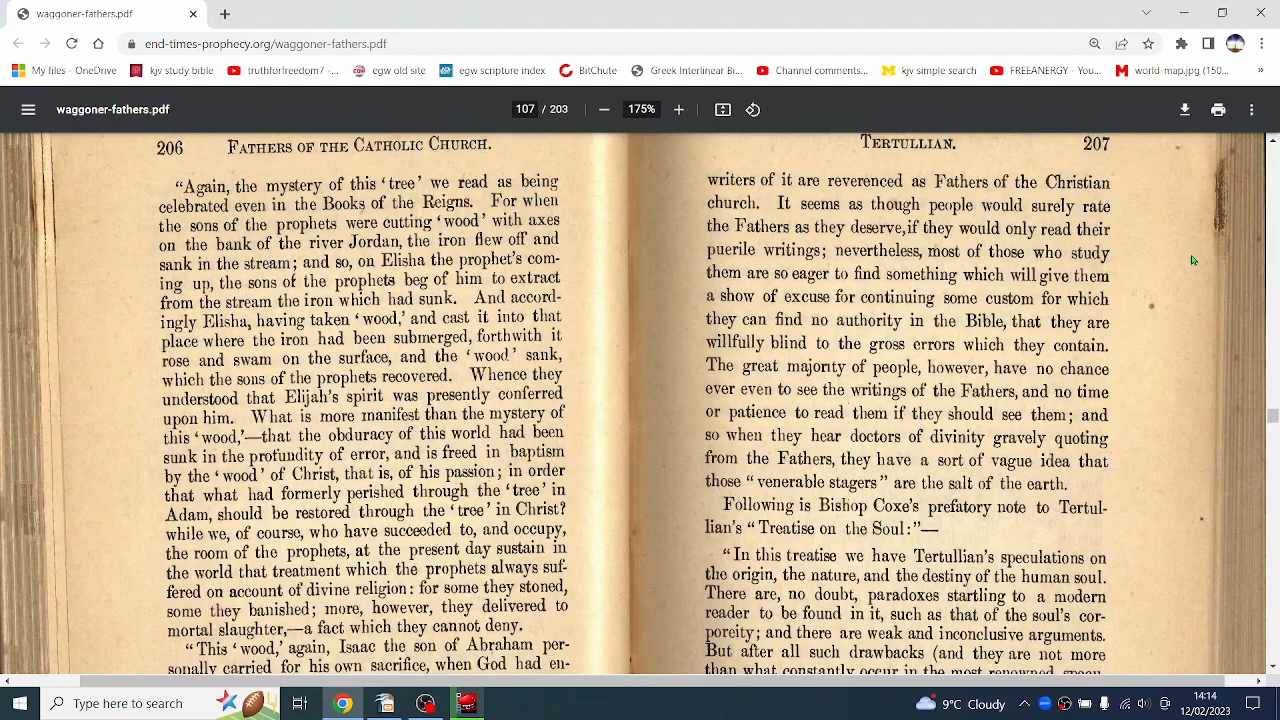 waggoner-fathers.pdf
end-times-prophecy.org/waggoner-fathers.pdf
My files - OneDrive
kjv study bible
truthforfreedom7 -...
egw old site
egw scripture index
BitChute
Greek Interlinear Bi...
Channel comments...
kjv simple search
FREEANERGY - You...
world-map.jpg (150...
»
waggoner-fathers.pdf
107 / 203
175%
206 FATHERS OF THE CATHOLIC CHURCH.
“Again, the mystery of this ‘tree’ we read as being
celebrated even in the Books of the Reigns. For when
the sons of the prophets were cutting ‘wood’ with axes
on the bank of the river Jordan, the iron flew off and
sank in the stream; and so, on Elisha the prophet's com-
ing up, the sons of the prophets beg of him to extract
from the stream the iron which had sunk. And accord-
ingly Elisha, having taken ‘wood,’ and cast it into that
place where the iron had been submerged, forthwith it
rose and swam on the surface, and the ‘wood’ sank,
which the sons of the prophets recovered. Whence they
understood that Elijah's spirit was presently conferred
upon him. What is more manifest than the mystery of
this ‘wood,’—that the obduracy of this world had been
sunk in the profundity of error, and is freed in baptism
by the ‘wood’ of Christ, that is, of his passion; in order
that what had formerly perished through the ‘tree’ in
Adam, should be restored through the ‘tree’ in Christ?
while we, of course, who have succeeded to, and occupy,
the room of the prophets, at the present day sustain in
the world that treatment which the prophets always suf-
fered on account of divine religion: for some they stoned,
some they banished; more, however, they delivered to
mortal slaughter,—a fact which they cannot deny.
“This ‘wood,’ again, Isaac the son of Abraham per-
sonally carried for his own sacrifice, when God had en-
TERTULLIAN. 207
writers of it are reverenced as Fathers of the Christian
church. It seems as though people would surely rate
the Fathers as they deserve, if they would only read their
puerile writings; nevertheless, most of those who study
them are so eager to find something which will give them
a show of excuse for continuing some custom for which
they can find no authority in the Bible, that they are
willfully blind to the gross errors which they contain.
The great majority of people, however, have no chance
ever even to see the writings of the Fathers, and no time
or patience to read them if they should see them; and
so when they hear doctors of divinity gravely quoting
from the Fathers, they have a sort of vague idea that
those “venerable stagers” are the salt of the earth.
Following is Bishop Coxe's prefatory note to Tertul-
lian's “Treatise on the Soul:”—
“In this treatise we have Tertullian's speculations on
the origin, the nature, and the destiny of the human soul.
There are, no doubt, paradoxes startling to a modern
reader to be found in it, such as that of the soul's cor-
poreity; and there are weak and inconclusive arguments.
But after all such drawbacks (and they are not more
than what constantly occur in the most renowned specu-
Type here to search
9°C Cloudy
14:14
12/02/2023